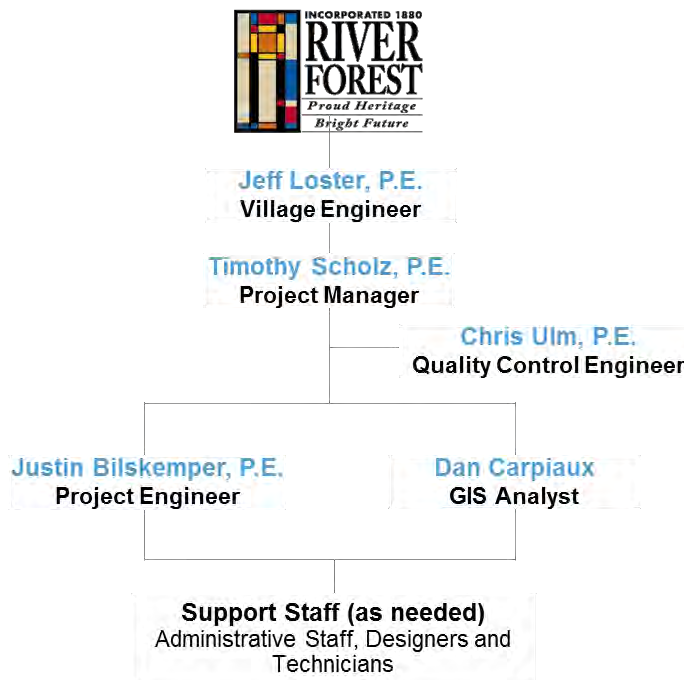 INCORPORATED 1880
RIVER
FOREST
Proud Heritage
Bright Future
Jeff Loster, P.E.
Village Engineer
Timothy Scholz, P.E.
Project Manager
Chris Ulm, P.E.
Quality Control Engineer
Justin Bilskemper, P.E.
Project Engineer
Dan Carpiaux
GIS Analyst
Support Staff (as needed)
Administrative Staff, Designers and
Technicians